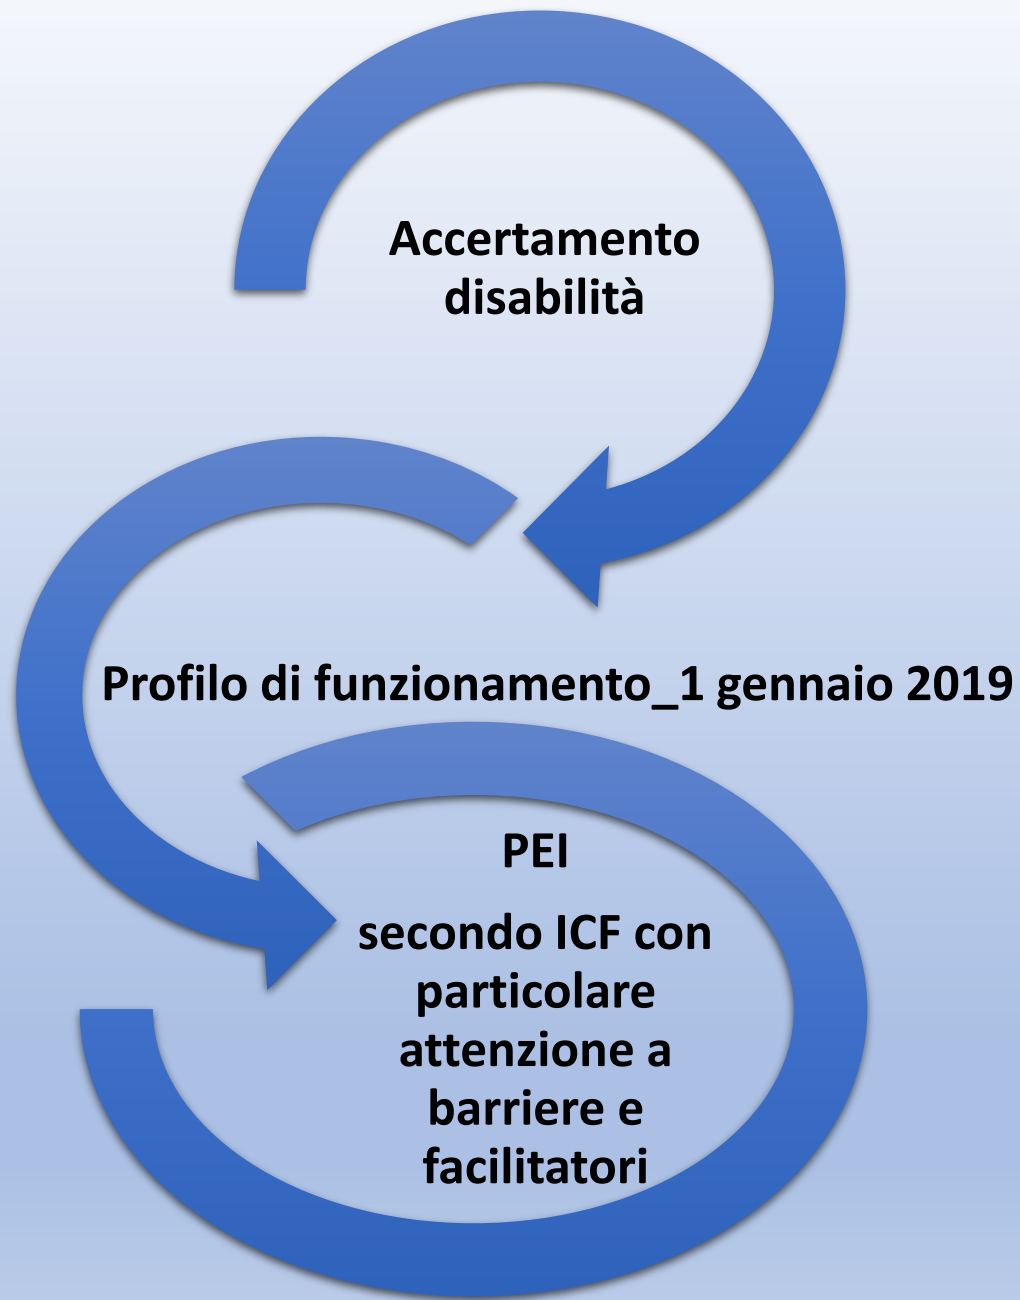 Accertamento
disabilità
Profilo di funzionamento_1 gennaio 2019
PEI
secondo ICF con
particolare
attenzione a
barriere e
facilitatori